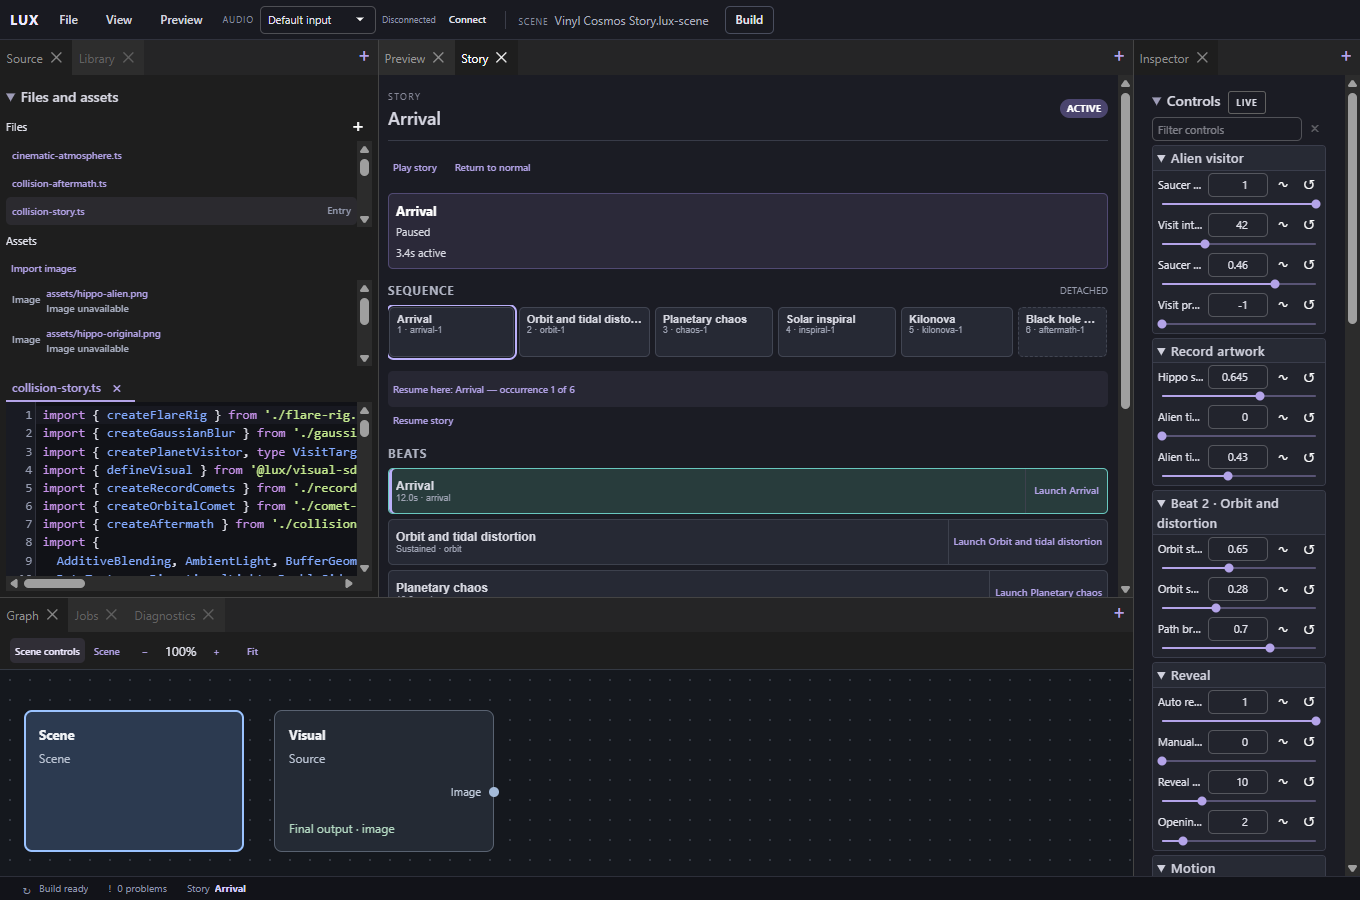 LUX File View Preview AUDIO Default input Disconnected Connect SCENE Vinyl Cosmos Story.lux-scene Build
Source Library +
Files and assets
Files +
cinematic-atmosphere.ts
collision-aftermath.ts
collision-story.ts Entry
Assets
Import images
Image assets/hippo-alien.png
Image unavailable
Image assets/hippo-original.png
Image unavailable
collision-story.ts ×
1 import { createFlareRig } from './flare-rig.
2 import { createGaussianBlur } from './gaussi
3 import { createPlanetVisitor, type VisitTarg
4 import { defineVisual } from '@lux/visual-sd
5 import { createRecordComets } from './record
6 import { createOrbitalComet } from './comet-
7 import { createAftermath } from './collision
8 import {
9 AdditiveBlending, AmbientLight, BufferGeom
Preview Story +
STORY
Arrival
ACTIVE
Play story Return to normal
Arrival
Paused
3.4s active
SEQUENCE DETACHED
Arrival
1 · arrival-1
Orbit and tidal disto...
2 · orbit-1
Planetary chaos
3 · chaos-1
Solar inspiral
4 · inspiral-1
Kilonova
5 · kilonova-1
Black hole ...
6 · aftermath-1
Resume here: Arrival — occurrence 1 of 6
Resume story
BEATS
Arrival
12.0s · arrival
Launch Arrival
Orbit and tidal distortion
Sustained · orbit
Launch Orbit and tidal distortion
Planetary chaos
Launch Planetary chaos
Inspector +
Controls LIVE
Filter controls ×
Alien visitor
Saucer ... 1
Visit int... 42
Saucer ... 0.46
Visit pr... -1
Record artwork
Hippo s... 0.645
Alien ti... 0
Alien ti... 0.43
Beat 2 · Orbit and
distortion
Orbit st... 0.65
Orbit s... 0.28
Path br... 0.7
Reveal
Auto re... 1
Manual... 0
Reveal ... 10
Openin... 2
Motion
Graph Jobs Diagnostics +
Scene controls Scene − 100% + Fit
Scene
Scene
Visual
Source
Image
Final output · image
Build ready ! 0 problems Story Arrival